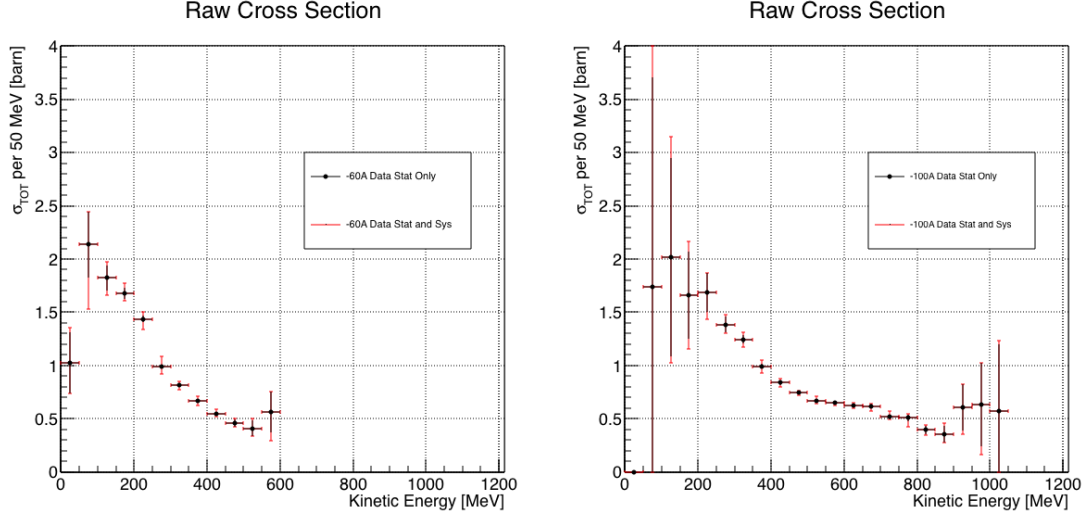 Raw Cross Section
σTOT per 50 MeV [barn]
4
3.5
3
2.5
2
1.5
1
0.5
0
-60A Data Stat Only
-60A Data Stat and Sys
0 200 400 600 800 1000 1200
Kinetic Energy [MeV]
Raw Cross Section
σTOT per 50 MeV [barn]
4
3.5
3
2.5
2
1.5
1
0.5
0
-100A Data Stat Only
-100A Data Stat and Sys
0 200 400 600 800 1000 1200
Kinetic Energy [MeV]